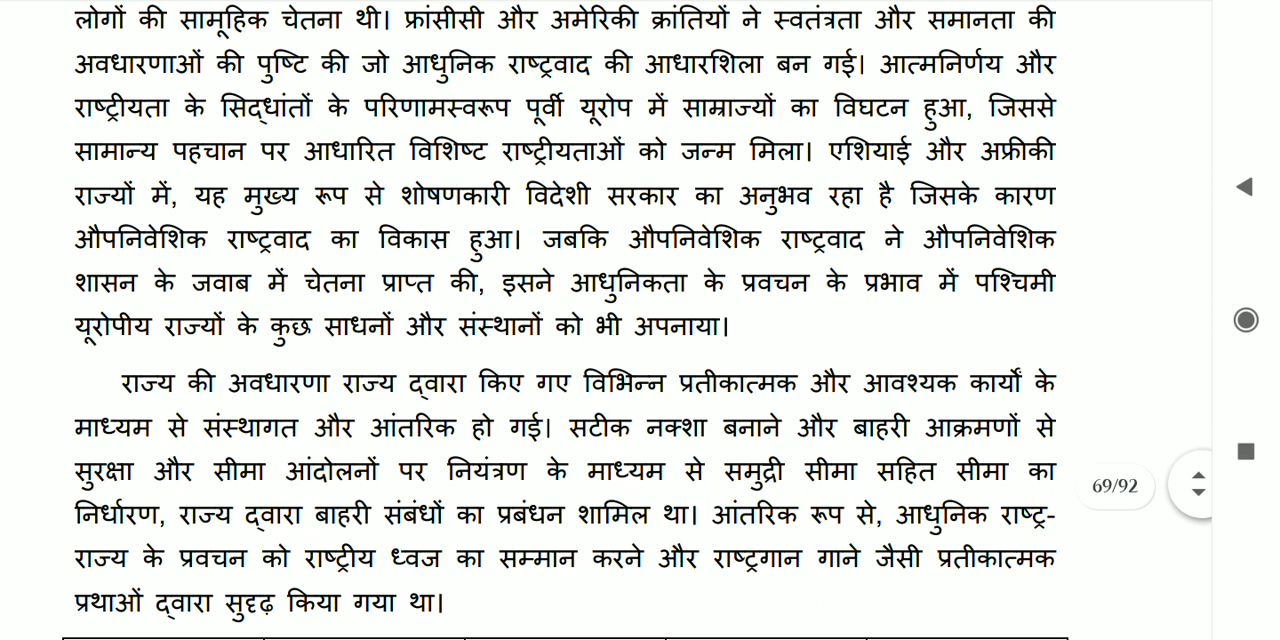 लोगों की सामूहिक चेतना थी। फ्रांसीसी और अमेरिकी क्रांतियों ने स्वतंत्रता और समानता की
अवधारणाओं की पुष्टि की जो आधुनिक राष्ट्रवाद की आधारशिला बन गई। आत्मनिर्णय और
राष्ट्रीयता के सिद्धांतों के परिणामस्वरूप पूर्वी यूरोप में साम्राज्यों का विघटन हुआ, जिससे
सामान्य पहचान पर आधारित विशिष्ट राष्ट्रीयताओं को जन्म मिला। एशियाई और अफ्रीकी
राज्यों में, यह मुख्य रूप से शोषणकारी विदेशी सरकार का अनुभव रहा है जिसके कारण
औपनिवेशिक राष्ट्रवाद का विकास हुआ। जबकि औपनिवेशिक राष्ट्रवाद ने औपनिवेशिक
शासन के जवाब में चेतना प्राप्त की, इसने आधुनिकता के प्रवचन के प्रभाव में पश्चिमी
यूरोपीय राज्यों के कुछ साधनों और संस्थानों को भी अपनाया।
राज्य की अवधारणा राज्य द्वारा किए गए विभिन्न प्रतीकात्मक और आवश्यक कार्यों के
माध्यम से संस्थागत और आंतरिक हो गई। सटीक नक्शा बनाने और बाहरी आक्रमणों से
सुरक्षा और सीमा आंदोलनों पर नियंत्रण के माध्यम से समुद्री सीमा सहित सीमा का
निर्धारण, राज्य द्वारा बाहरी संबंधों का प्रबंधन शामिल था। आंतरिक रूप से, आधुनिक राष्ट्र-
राज्य के प्रवचन को राष्ट्रीय ध्वज का सम्मान करने और राष्ट्रगान गाने जैसी प्रतीकात्मक
प्रथाओं द्वारा सुदृढ़ किया गया था।
69/92